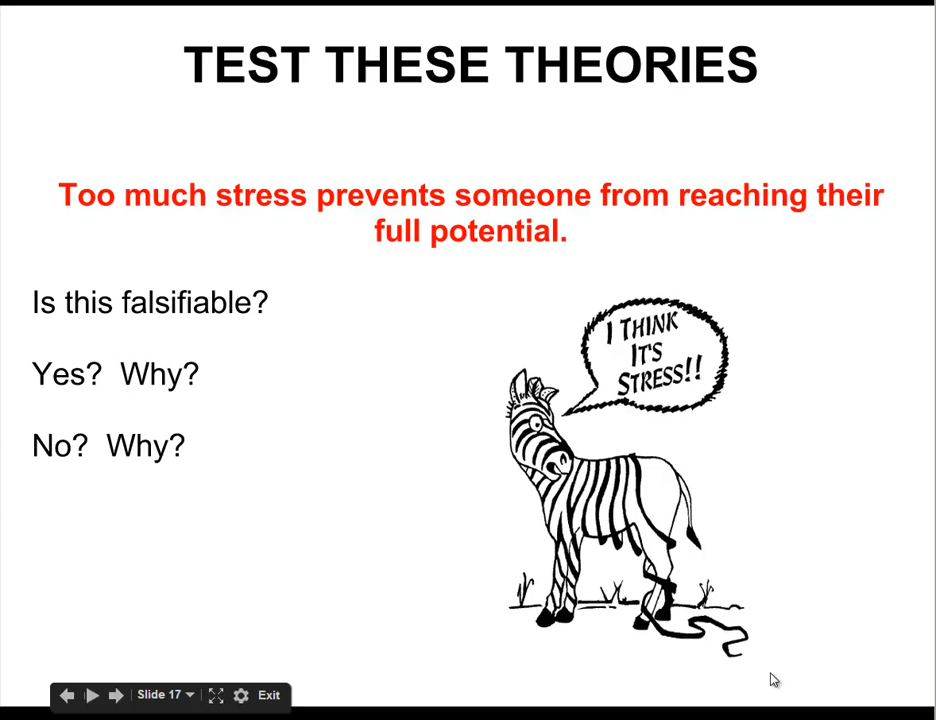 TEST THESE THEORIES
Too much stress prevents someone from reaching their
full potential.
Is this falsifiable?
Yes?  Why?
No?  Why?
I THINK
IT'S
STRESS!!
Slide 17
Exit